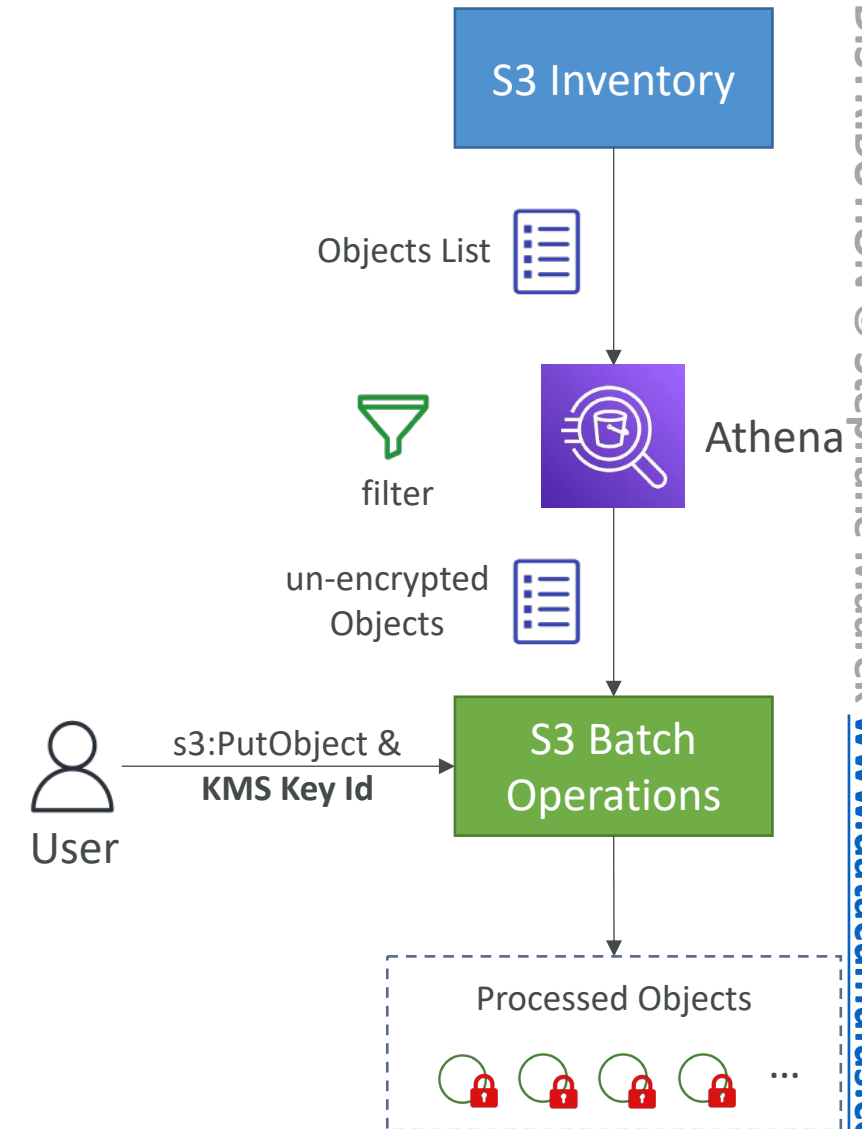 S3 Inventory
Objects List
Athena
filter
un-encrypted
Objects
s3:PutObject &
KMS Key Id
User
S3 Batch
Operations
Processed Objects
...